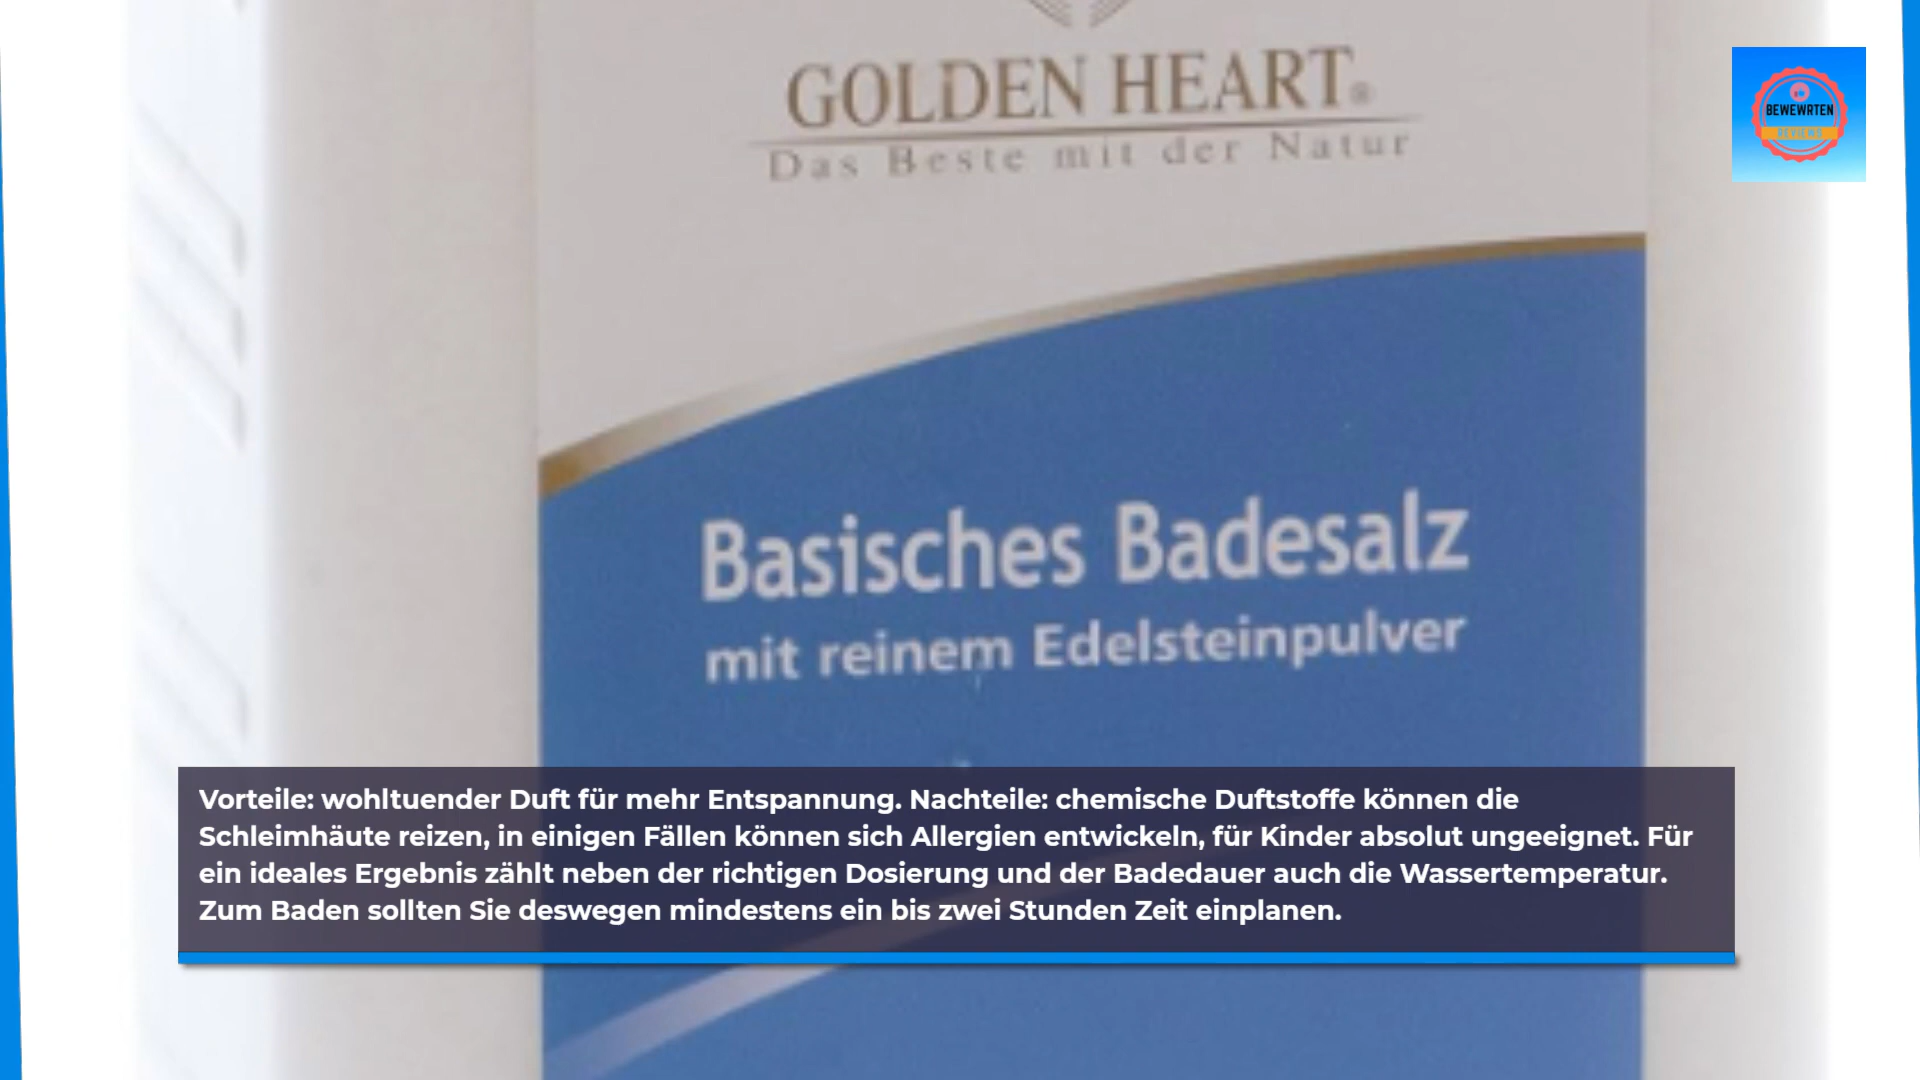 GOLDEN HEART®
Das Beste mit der Natur
BEWEWRTEN
REVIEWS
Basisches Badesalz
mit reinem Edelsteinpulver
Vorteile: wohltuender Duft für mehr Entspannung. Nachteile: chemische Duftstoffe können die
Schleimhäute reizen, in einigen Fällen können sich Allergien entwickeln, für Kinder absolut ungeeignet. Für
ein ideales Ergebnis zählt neben der richtigen Dosierung und der Badedauer auch die Wassertemperatur.
Zum Baden sollten Sie deswegen mindestens ein bis zwei Stunden Zeit einplanen.